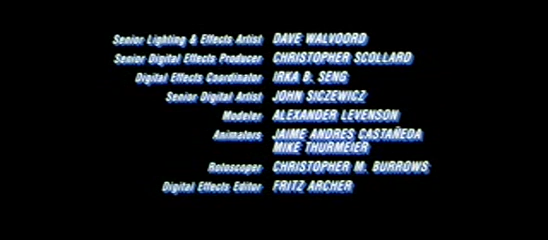 Senior Lighting & Effects Artist DAVE WALVOORD
Senior Digital Effects Producer CHRISTOPHER SCOLLARD
Digital Effects Coordinator IRKA B. SENG
Senior Digital Artist JOHN SICZEWICZ
Modeler ALEXANDER LEVENSON
Animators JAIME ANDRES CASTAÑEDA
MIKE THURMEIER
Rotoscoper CHRISTOPHER M. BURROWS
Digital Effects Editor FRITZ ARCHER